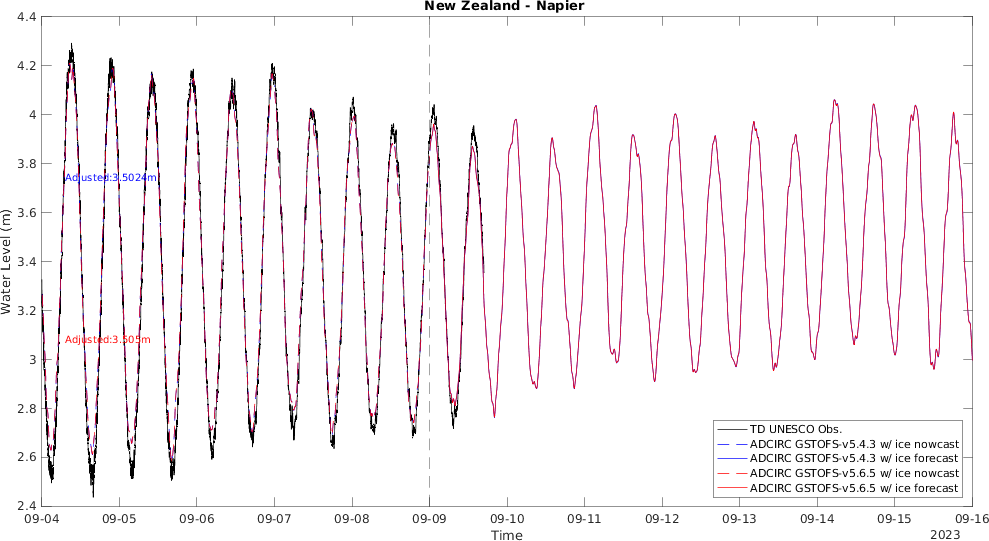 New Zealand - Napier
4.4
4.2
4
3.8
3.6
3.4
3.2
3
2.8
2.6
2.4
Water Level (m)
Adjusted:3.5024m
Adjusted:3.505m
TD UNESCO Obs.
ADCIRC GSTOFS-v5.4.3 w/ ice nowcast
ADCIRC GSTOFS-v5.4.3 w/ ice forecast
ADCIRC GSTOFS-v5.6.5 w/ ice nowcast
ADCIRC GSTOFS-v5.6.5 w/ ice forecast
09-04 09-05 09-06 09-07 09-08 09-09 09-10 09-11 09-12 09-13 09-14 09-15 09-16
Time
2023